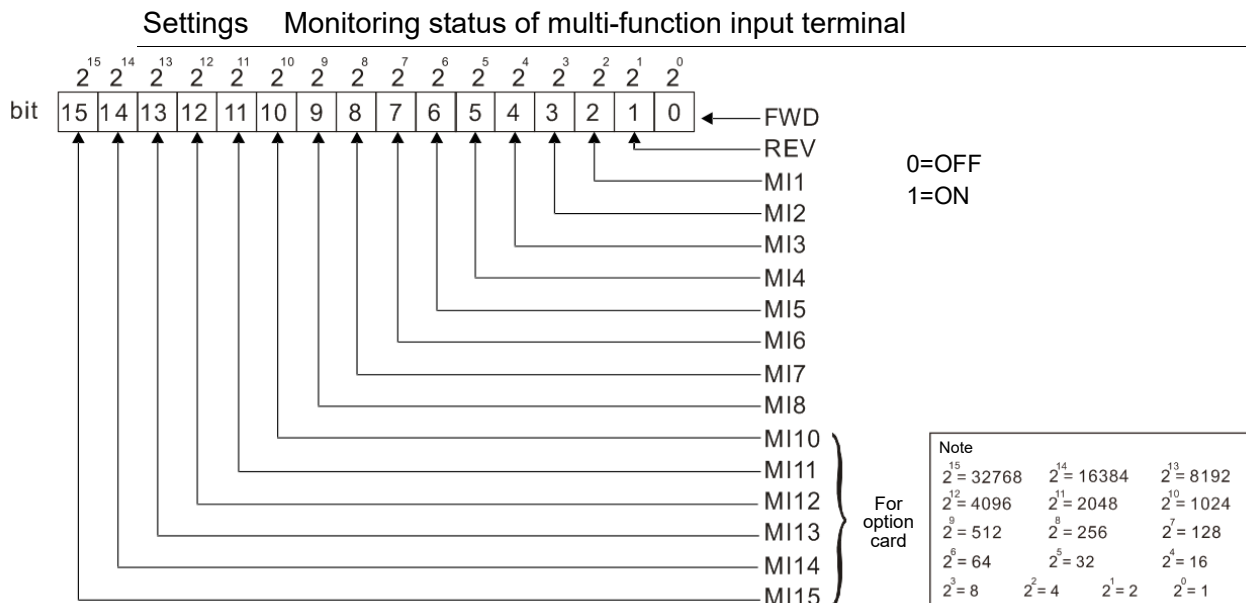 Settings Monitoring status of multi-function input terminal
2^15 2^14 2^13 2^12 2^11 2^10 2^9 2^8 2^7 2^6 2^5 2^4 2^3 2^2 2^1 2^0
bit 15 14 13 12 11 10 9 8 7 6 5 4 3 2 1 0
FWD
REV
MI1
MI2
MI3
MI4
MI5
MI6
MI7
MI8
MI10
MI11
MI12
MI13
MI14
MI15
0=OFF
1=ON
For
option
card
Note
2^15= 32768 2^14= 16384 2^13= 8192
2^12= 4096 2^11= 2048 2^10= 1024
2^9= 512 2^8= 256 2^7= 128
2^6= 64 2^5= 32 2^4= 16
2^3= 8 2^2= 4 2^1= 2 2^0= 1